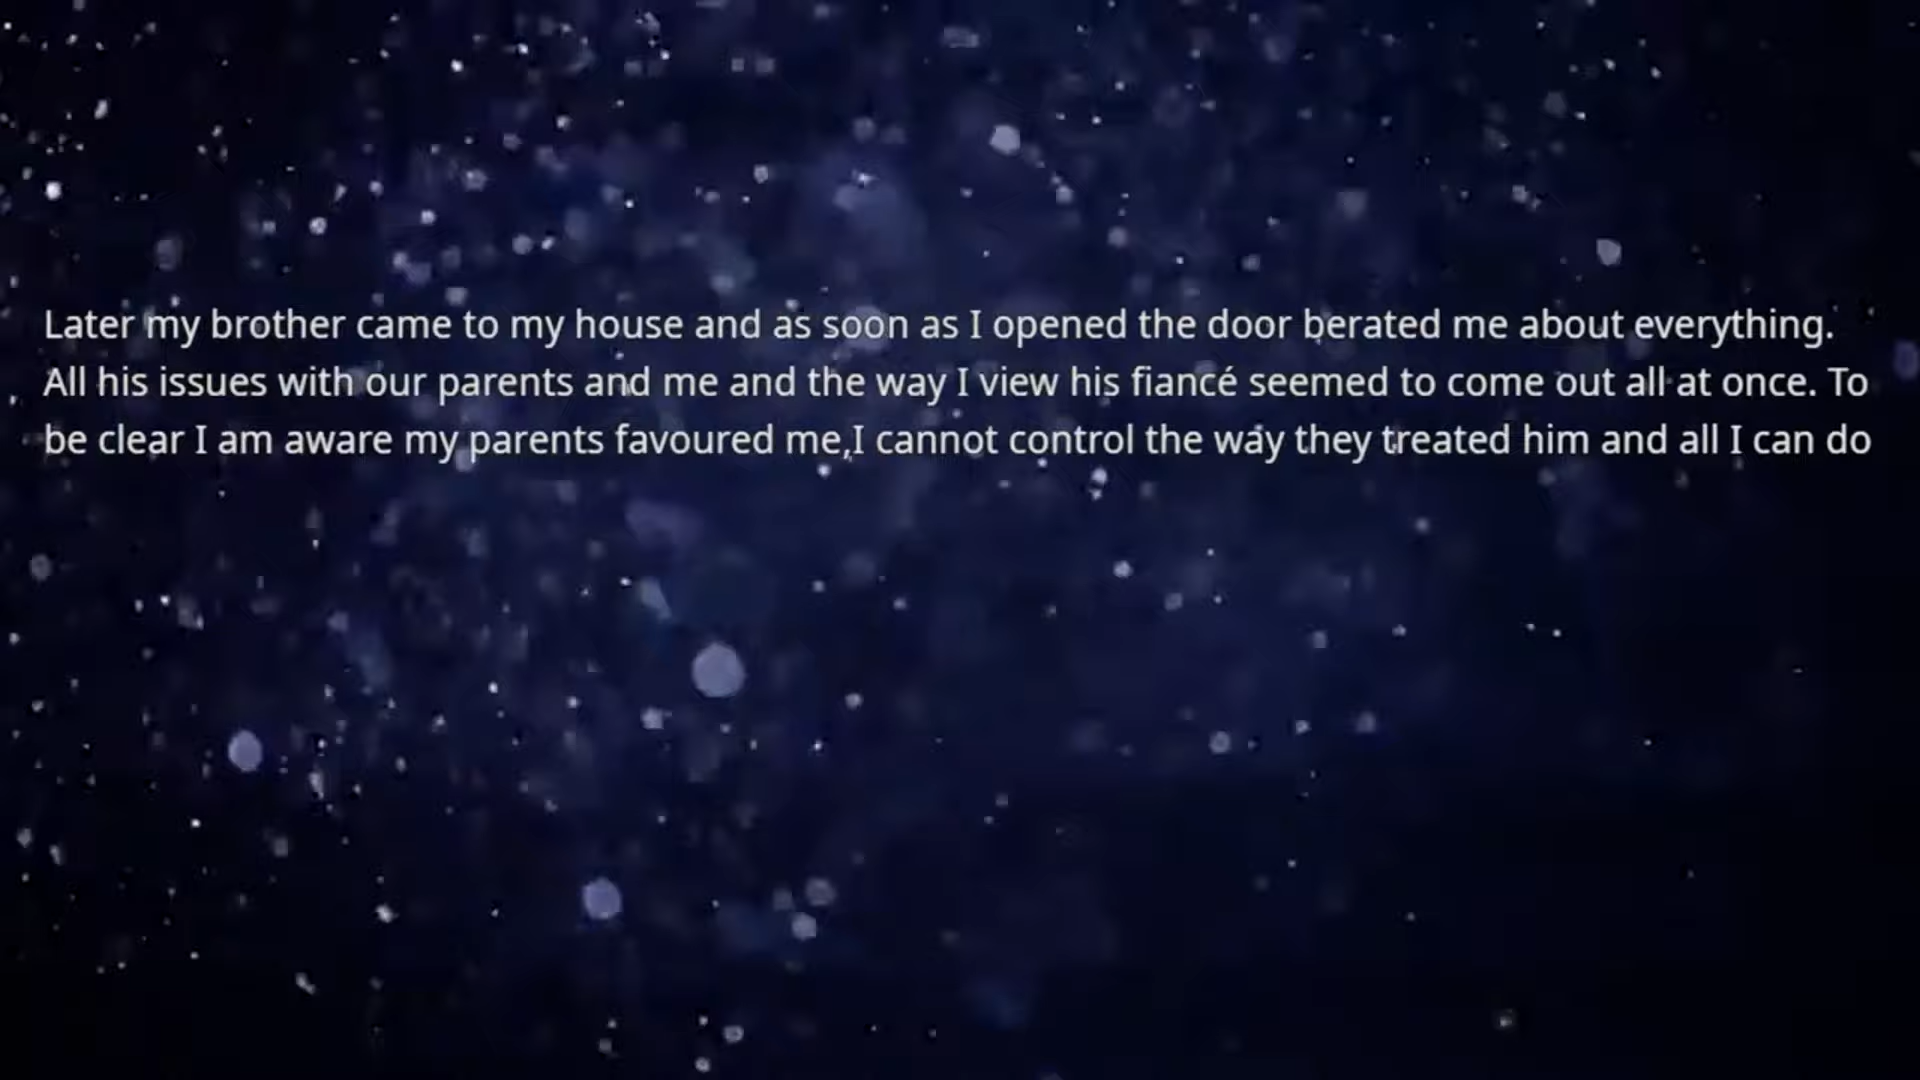 Later my brother came to my house and as soon as I opened the door berated me about everything.
All his issues with our parents and me and the way I view his fiancé seemed to come out all at once. To
be clear I am aware my parents favoured me,I cannot control the way they treated him and all I can do